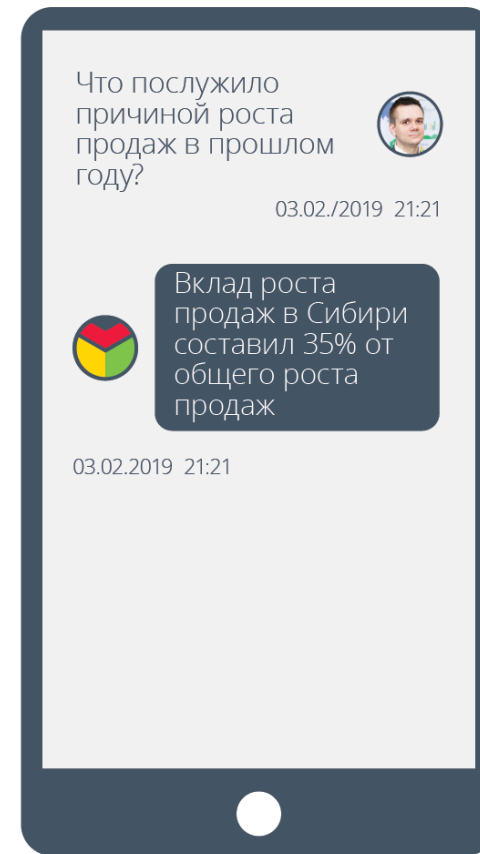 Что послужило
причиной роста
продаж в прошлом
году?
03.02./2019 21:21
Вклад роста
продаж в Сибири
составил 35% от
общего роста
продаж
03.02.2019 21:21